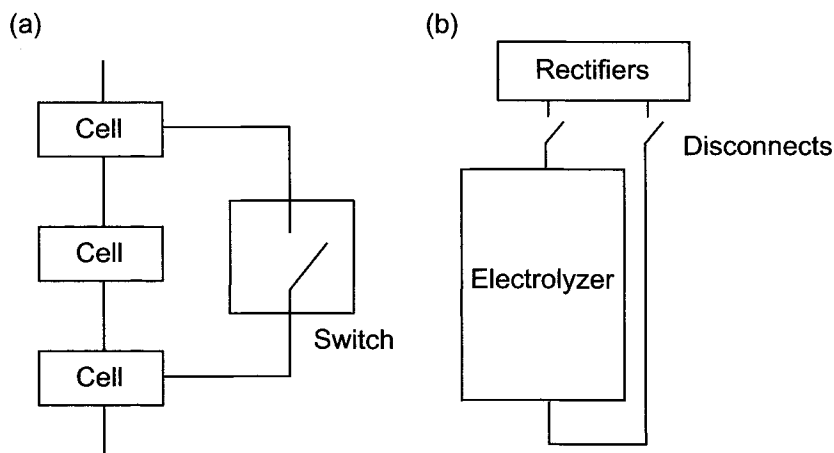 (a)
Cell
Cell
Switch
Cell
(b)
Rectifiers
Disconnects
Electrolyzer